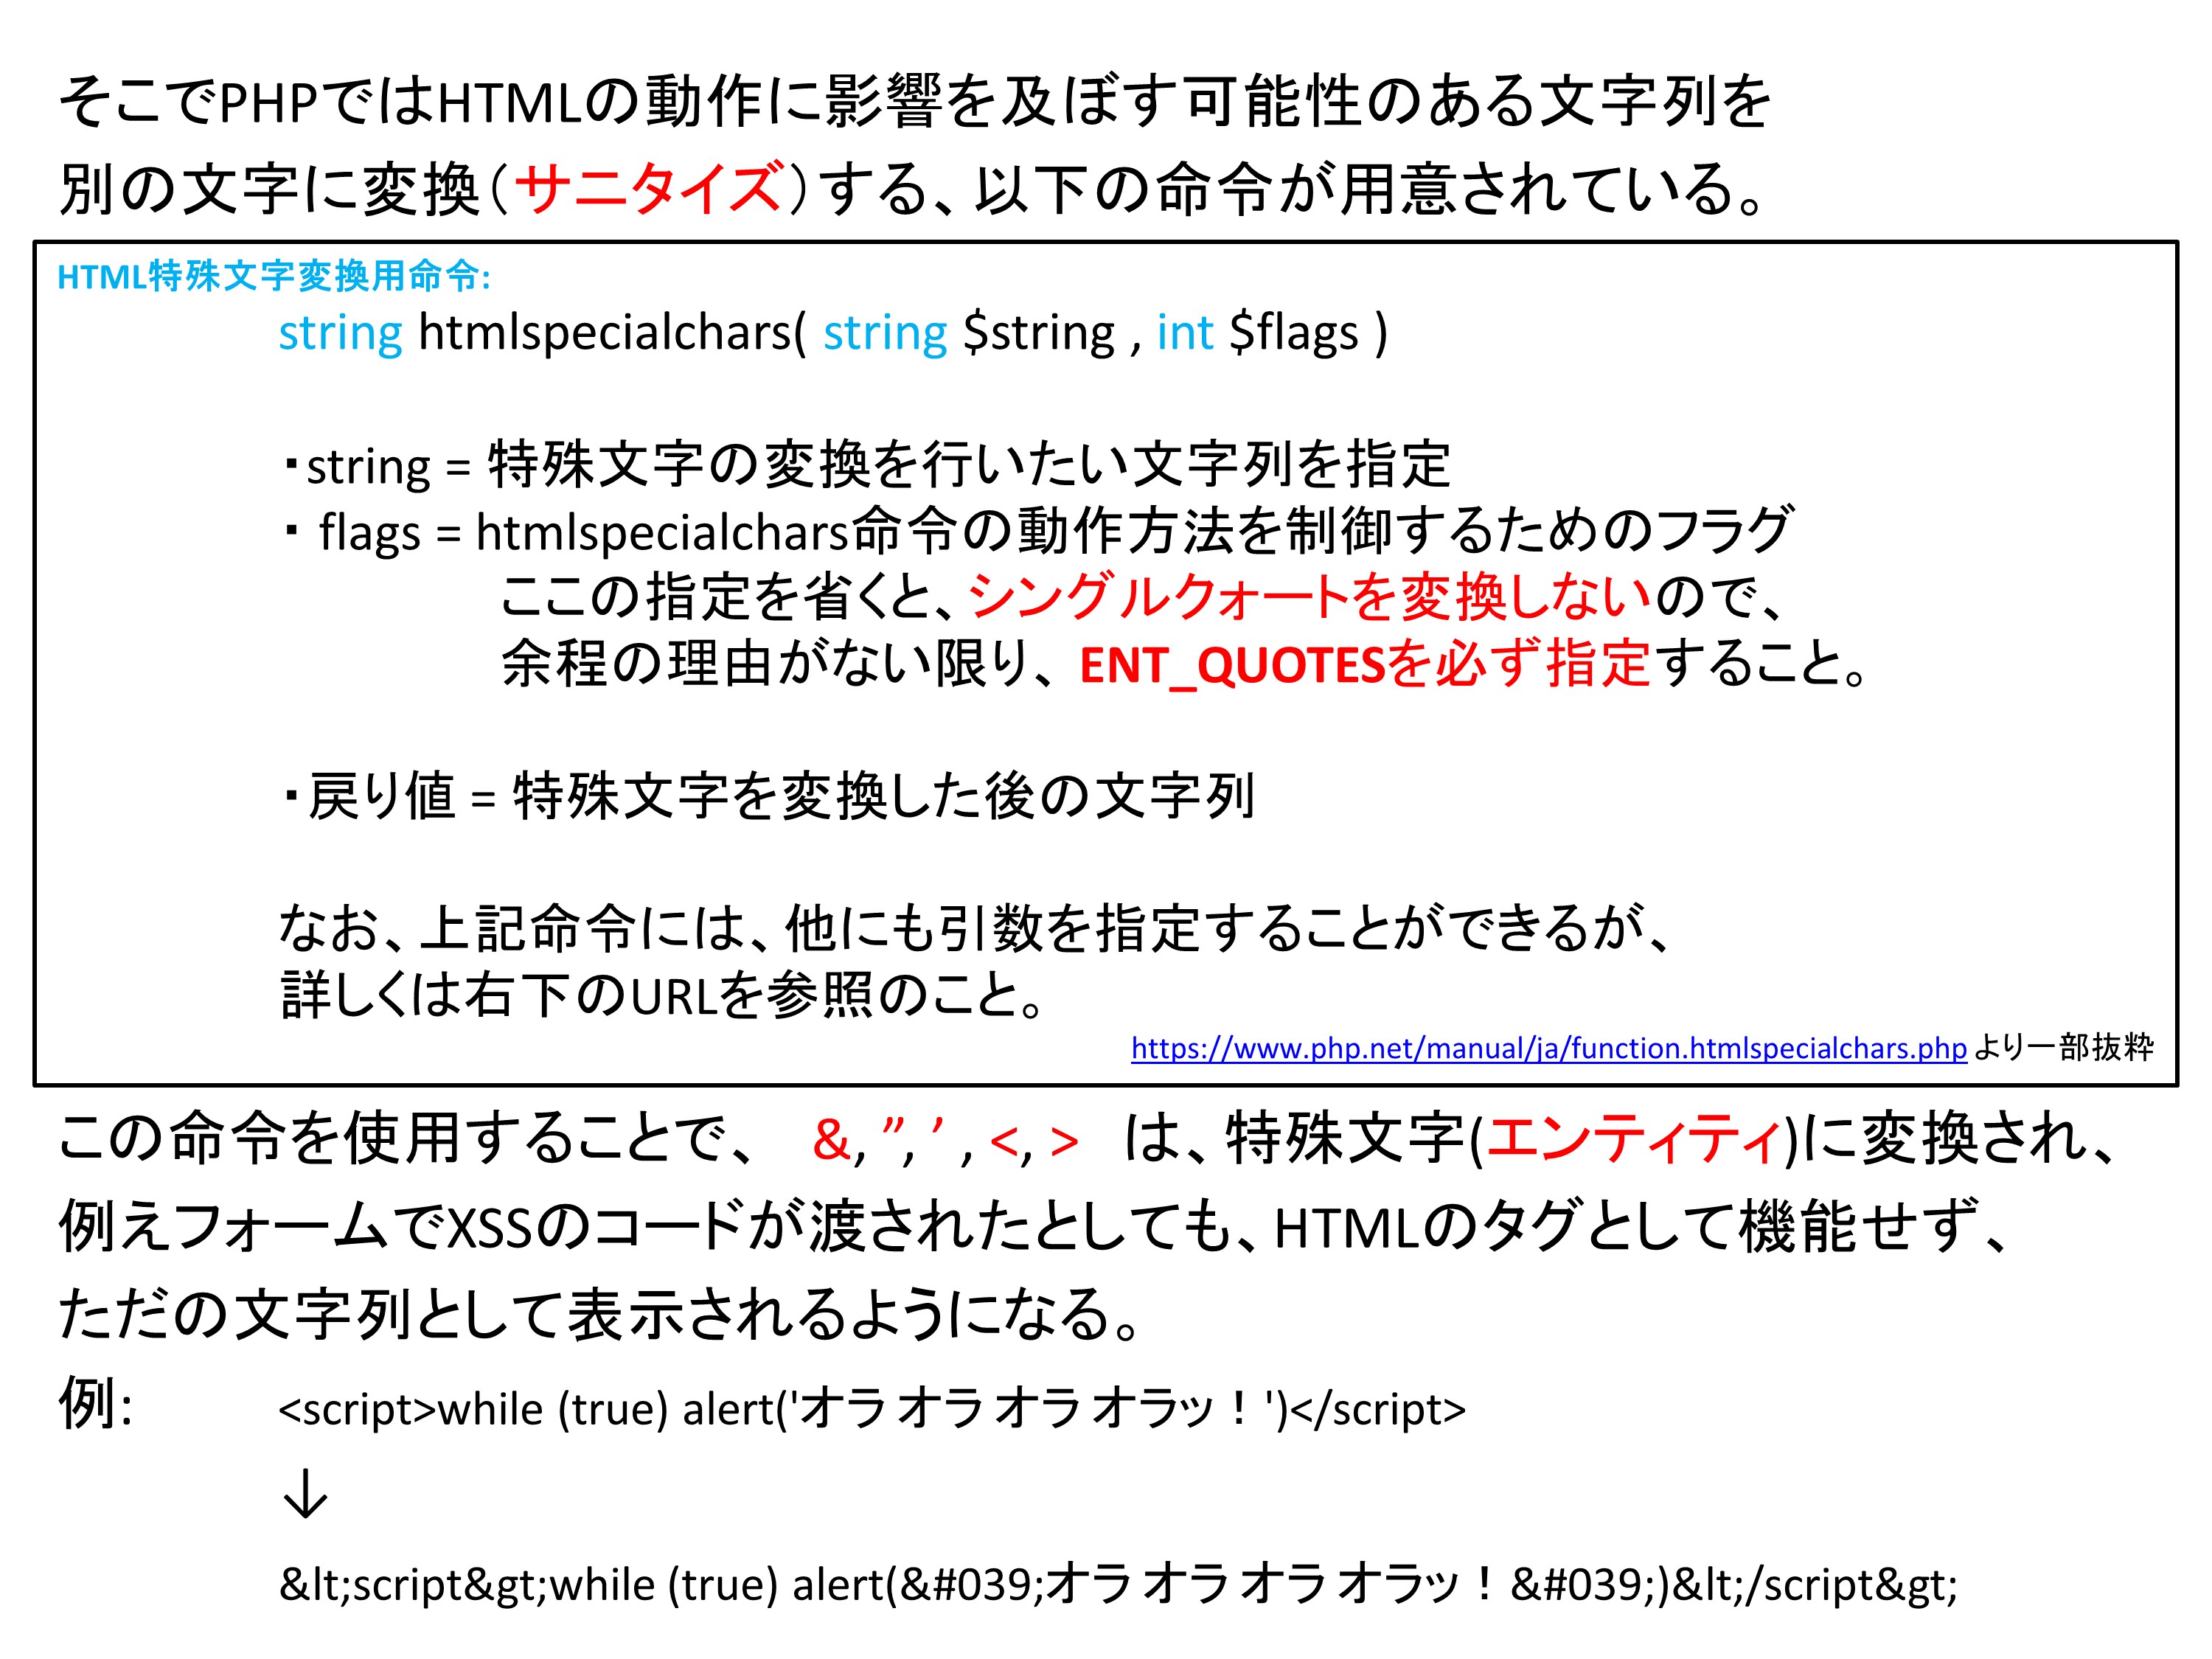 そこでPHPではHTMLの動作に影響を及ぼす可能性のある文字列を
別の文字に変換（サニタイズ）する、以下の命令が用意されている。
HTML特殊文字変換用命令:
string htmlspecialchars( string $string , int $flags )
・string = 特殊文字の変換を行いたい文字列を指定
・ flags = htmlspecialchars命令の動作方法を制御するためのフラグ
ここの指定を省くと、シングルクォートを変換しないので、
余程の理由がない限り、ENT_QUOTESを必ず指定すること。
・戻り値 = 特殊文字を変換した後の文字列
なお、上記命令には、他にも引数を指定することができるが、
詳しくは右下のURLを参照のこと。
https://www.php.net/manual/ja/function.htmlspecialchars.php より一部抜粋
この命令を使用することで、 &, ”, ’ , <, > は、特殊文字(エンティティ)に変換され、
例えフォームでXSSのコードが渡されたとしても、HTMLのタグとして機能せず、
ただの文字列として表示されるようになる。
例: <script>while (true) alert('オラ オラ オラ オラッ！')</script>
↓
&lt;script&gt;while (true) alert(&#039;オラ オラ オラ オラッ！&#039;)&lt;/script&gt;